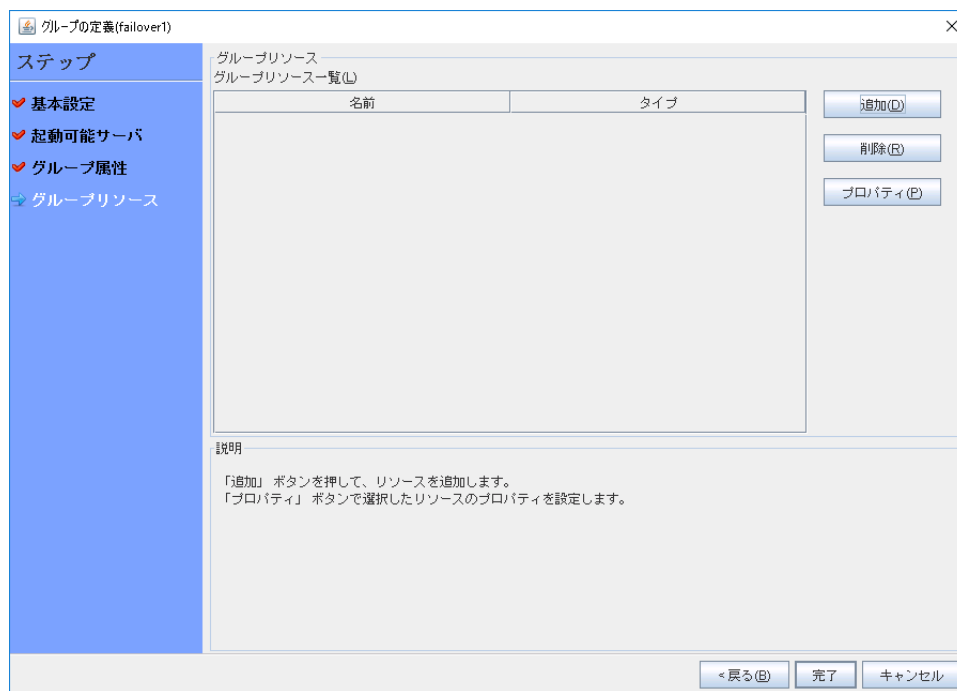 グループの定義(failover1)
ステップ
基本設定
起動可能サーバ
グループ属性
グループリソース
グループリソース
グループリソース一覧(L)
名前
タイプ
追加(D)
削除(R)
プロパティ(P)
説明
「追加」 ボタンを押して、リソースを追加します。
「プロパティ」 ボタンで選択したリソースのプロパティを設定します。
<戻る(B)
完了
キャンセル